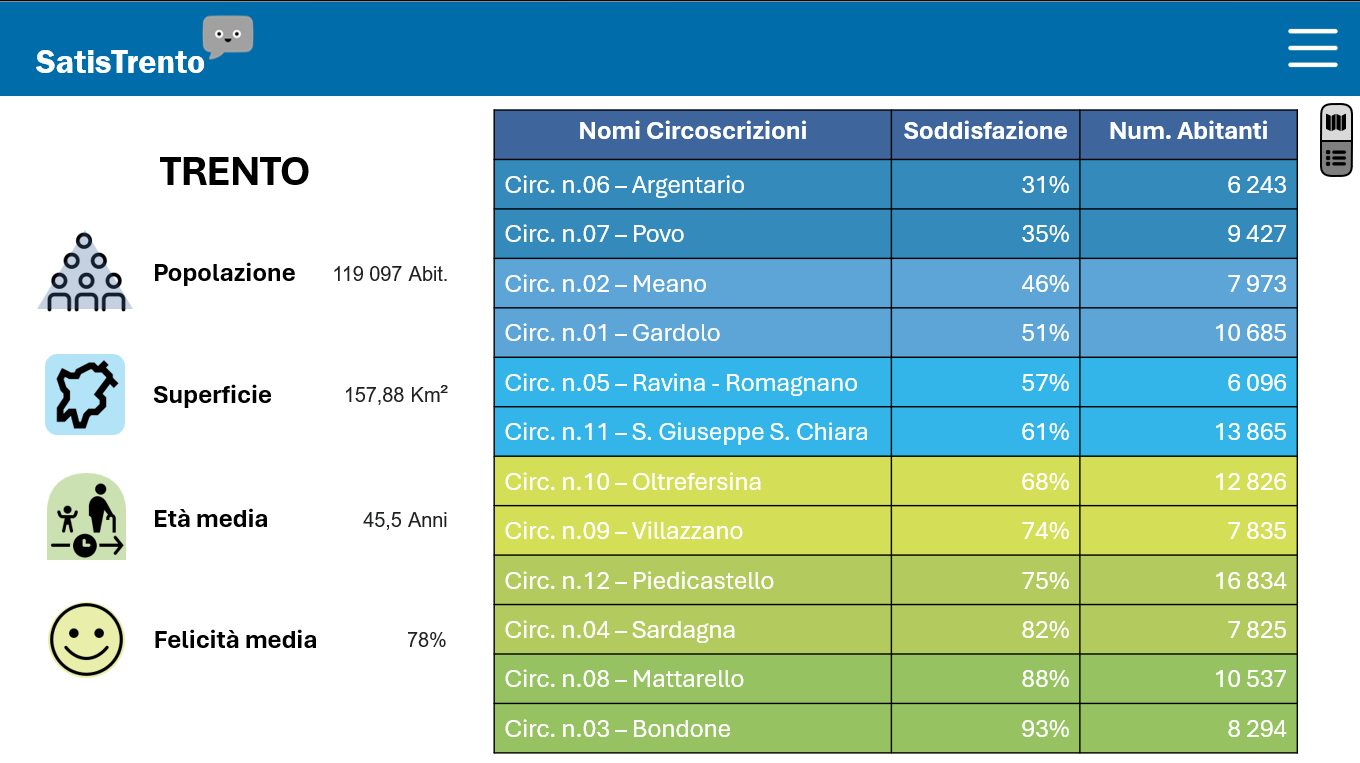 SatisTrento
TRENTO
Popolazione 119 097 Abit.
Superficie 157,88 Km²
Età media 45,5 Anni
Felicità media 78%
Nomi Circoscrizioni Soddisfazione Num. Abitanti
Circ. n.06 – Argentario 31% 6 243
Circ. n.07 – Povo 35% 9 427
Circ. n.02 – Meano 46% 7 973
Circ. n.01 – Gardolo 51% 10 685
Circ. n.05 – Ravina - Romagnano 57% 6 096
Circ. n.11 – S. Giuseppe S. Chiara 61% 13 865
Circ. n.10 – Oltrefersina 68% 12 826
Circ. n.09 – Villazzano 74% 7 835
Circ. n.12 – Piedicastello 75% 16 834
Circ. n.04 – Sardagna 82% 7 825
Circ. n.08 – Mattarello 88% 10 537
Circ. n.03 – Bondone 93% 8 294